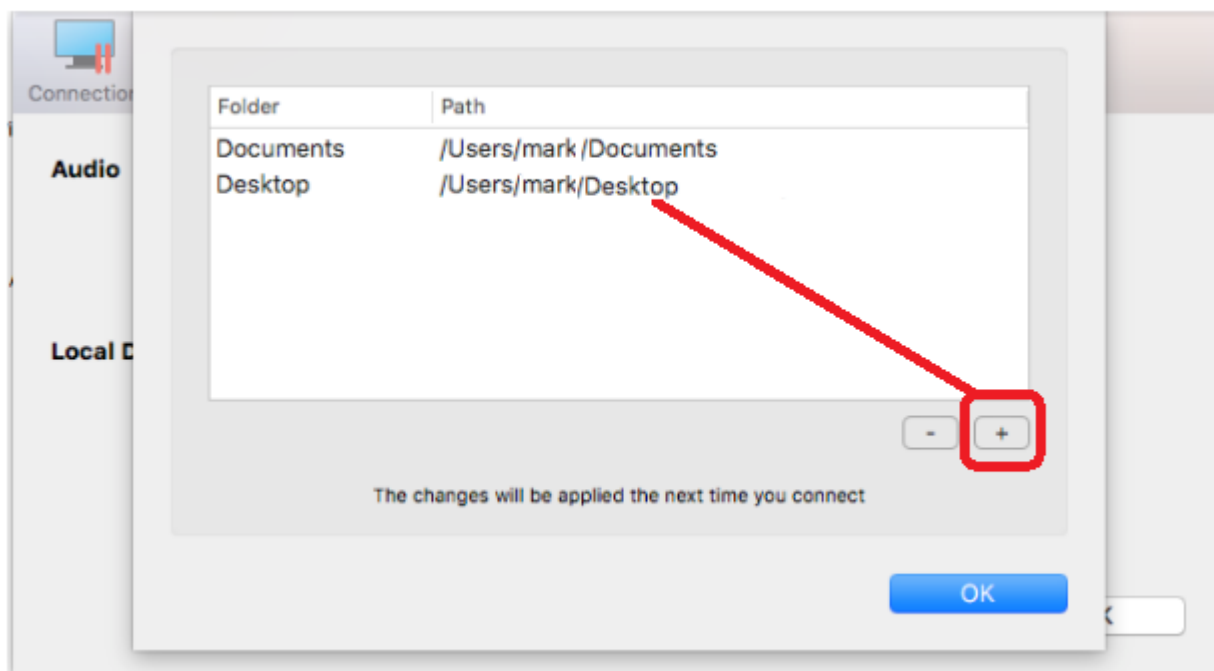 Connection
Folder Path
Documents /Users/mark/Documents
Audio
Desktop /Users/mark/Desktop
Local D
- +
The changes will be applied the next time you connect
OK